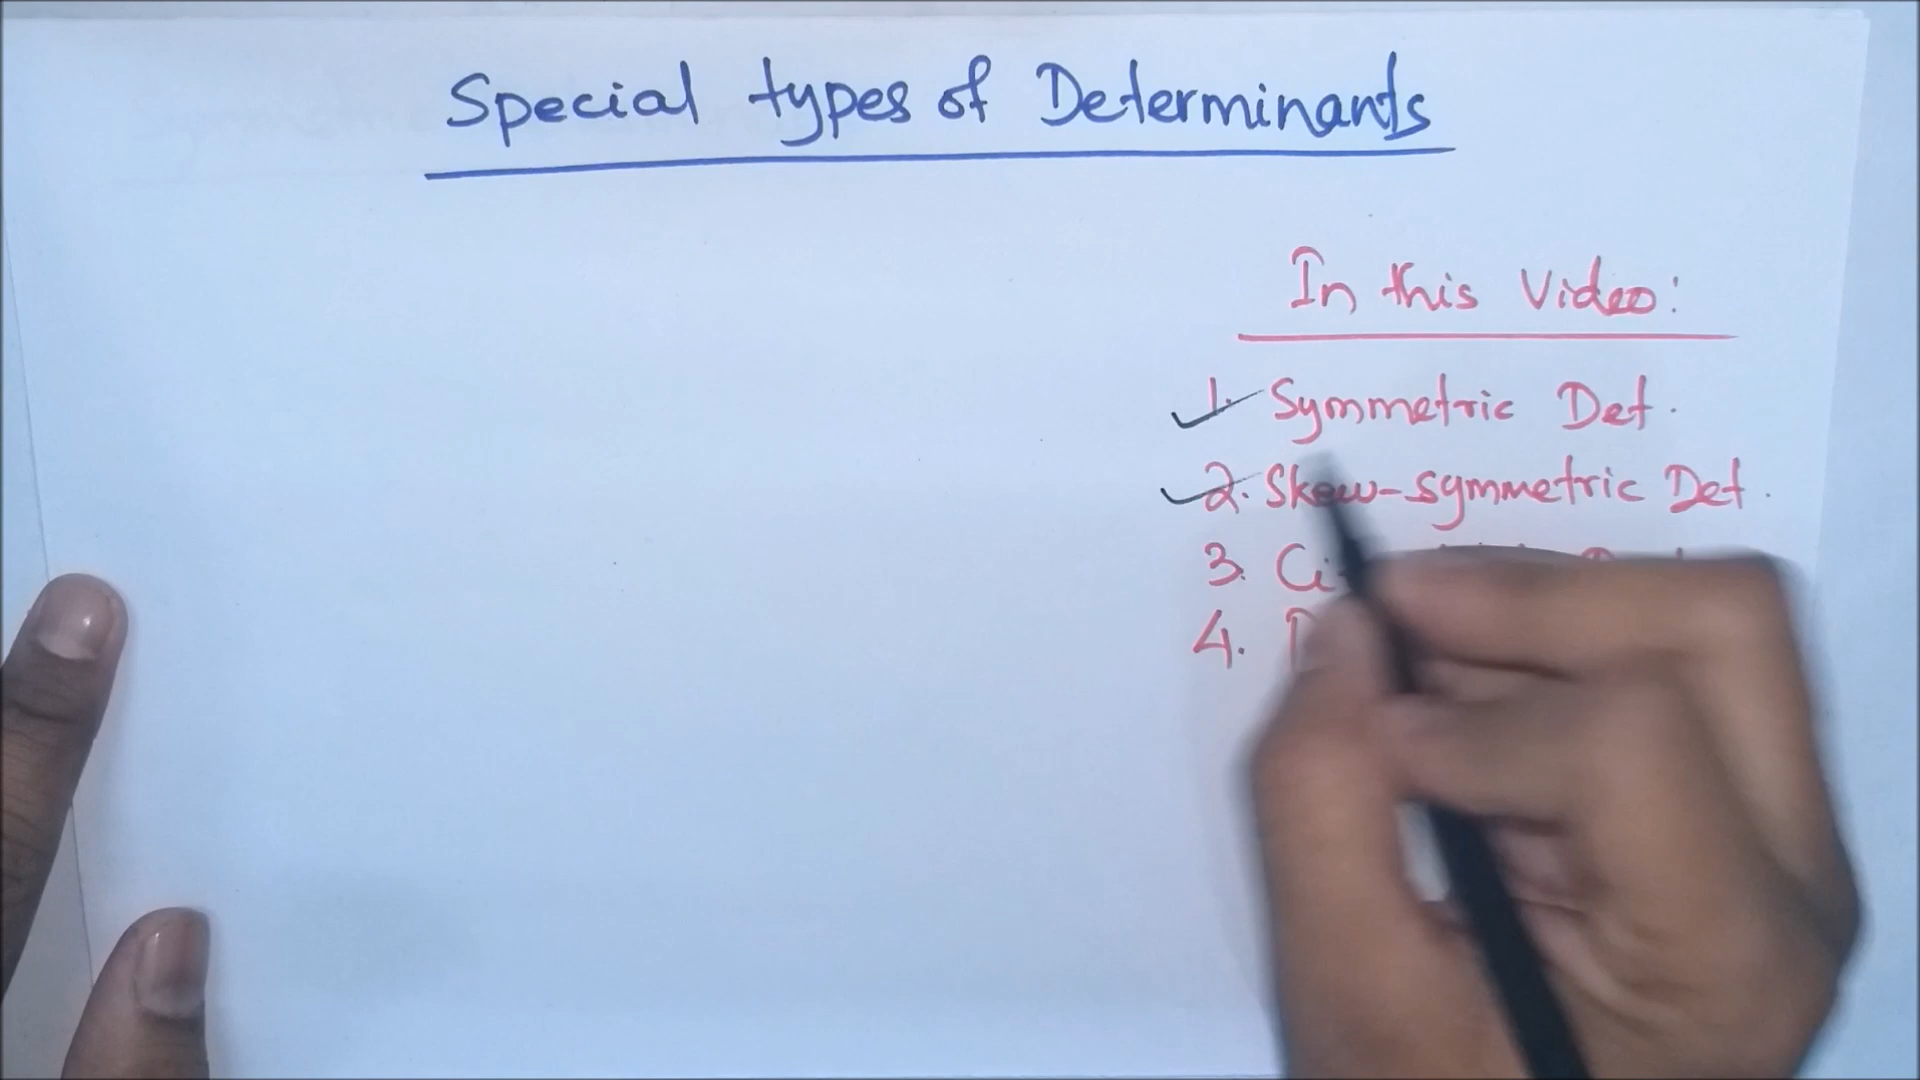 Special types of Determinants
In this Video:
1. Symmetric Det.
2. Skew-symmetric Det.
3.
4.